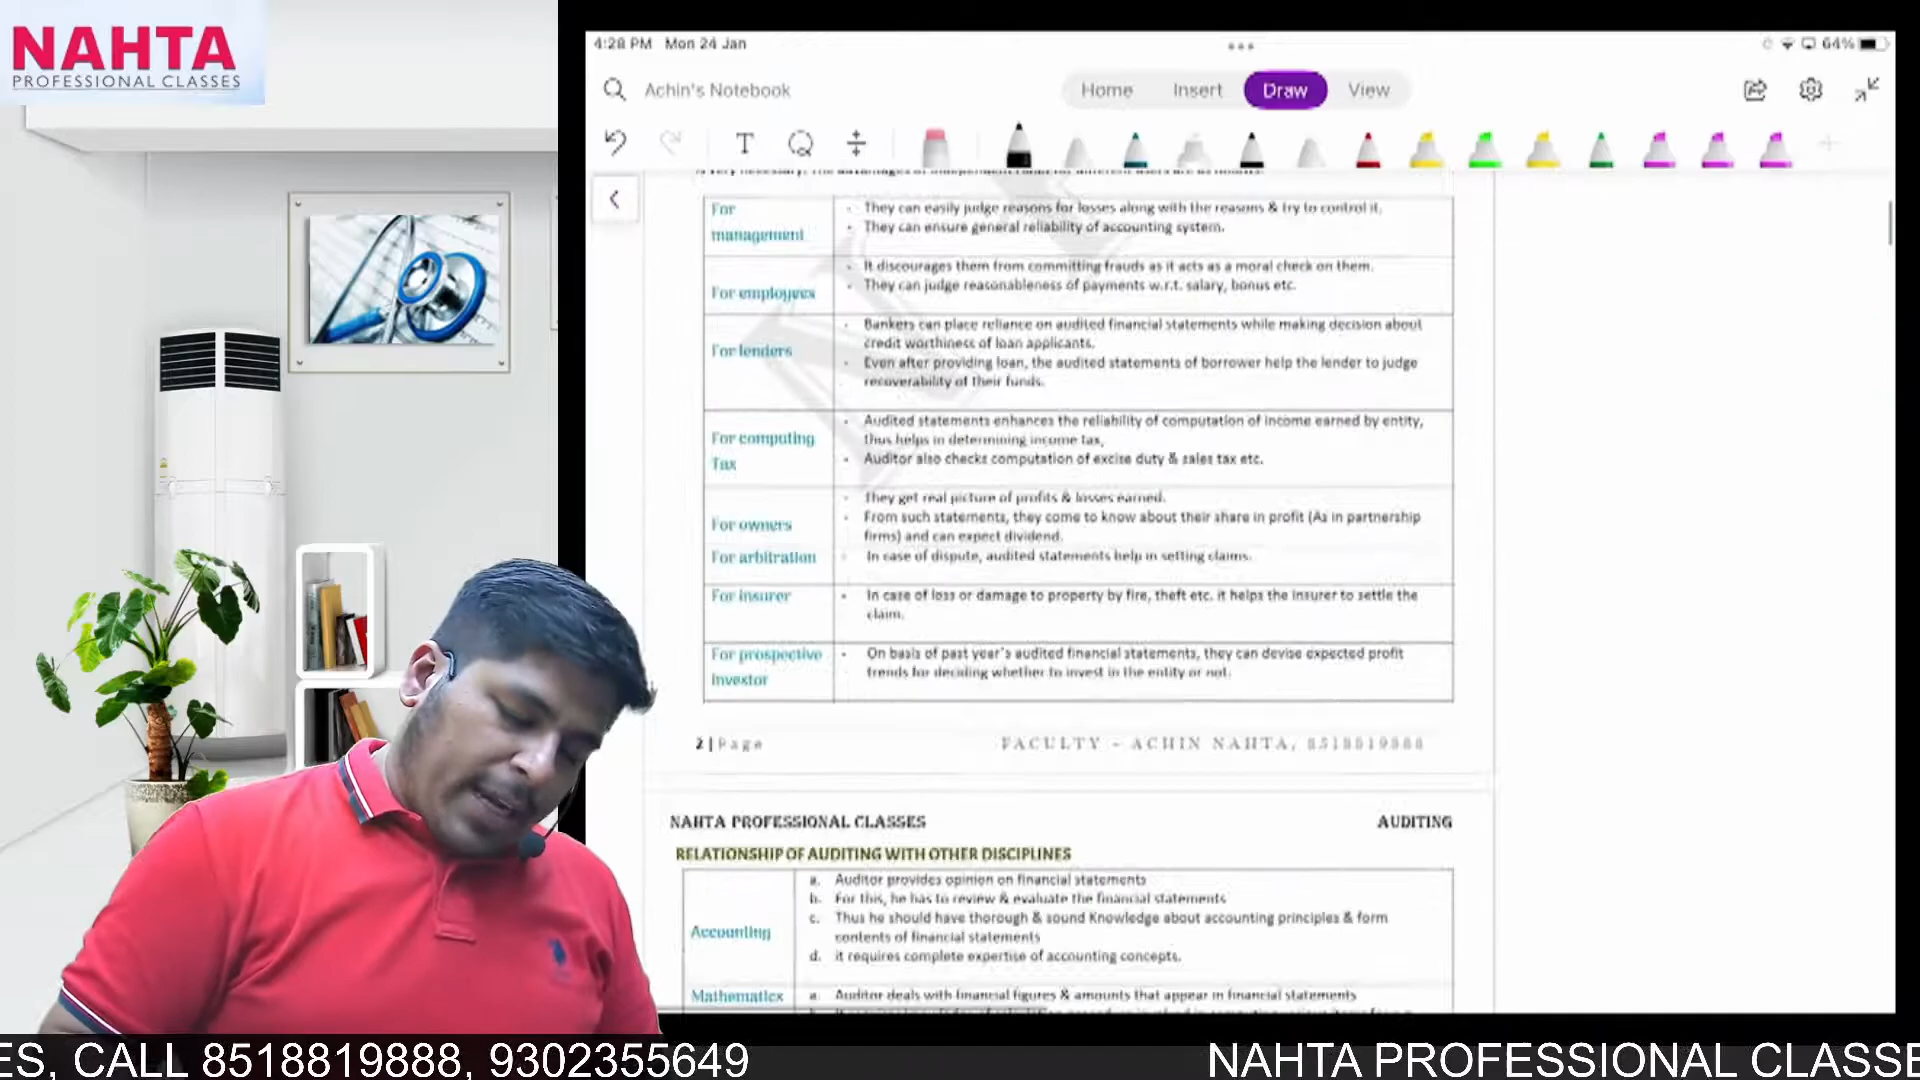 NAHTA
PROFESSIONAL CLASSES
4:28 PM Mon 24 Jan
64%
Achin's Notebook
Home Insert Draw View
T
For management
- They can easily judge reasons for losses along with the reasons & try to control it.
- They can ensure general reliability of accounting system.
For employees
- It discourages them from committing frauds as it acts as a moral check on them.
- They can judge reasonableness of payments w.r.t. salary, bonus etc.
For lenders
- Bankers can place reliance on audited financial statements while making decision about
credit worthiness of loan applicants.
- Even after providing loan, the audited statements of borrower help the lender to judge
recoverability of their funds.
For computing
Tax
- Audited statements enhances the reliability of computation of income earned by entity,
thus helps in determining income tax,
- Auditor also checks computation of excise duty & sales tax etc.
For owners
- They get real picture of profits & losses earned.
- From such statements, they come to know about their share in profit (As in partnership
firms) and can expect dividend.
For arbitration
- In case of dispute, audited statements help in setting claims.
For insurer
- In case of loss or damage to property by fire, theft etc. it helps the insurer to settle the
claim.
For prospective
investor
- On basis of past year's audited financial statements, they can devise expected profit
trends for deciding whether to invest in the entity or not.
2 | Page
FACULTY - ACHIN NAHTA, 8518819888
NAHTA PROFESSIONAL CLASSES AUDITING
RELATIONSHIP OF AUDITING WITH OTHER DISCIPLINES
Accounting
a. Auditor provides opinion on financial statements
b. For this, he has to review & evaluate the financial statements
c. Thus he should have thorough & sound Knowledge about accounting principles & form
contents of financial statements
d. it requires complete expertise of accounting concepts.
Mathematics
a. Auditor deals with financial figures & amounts that appear in financial statements
ES, CALL 8518819888, 9302355649 NAHTA PROFESSIONAL CLASSE